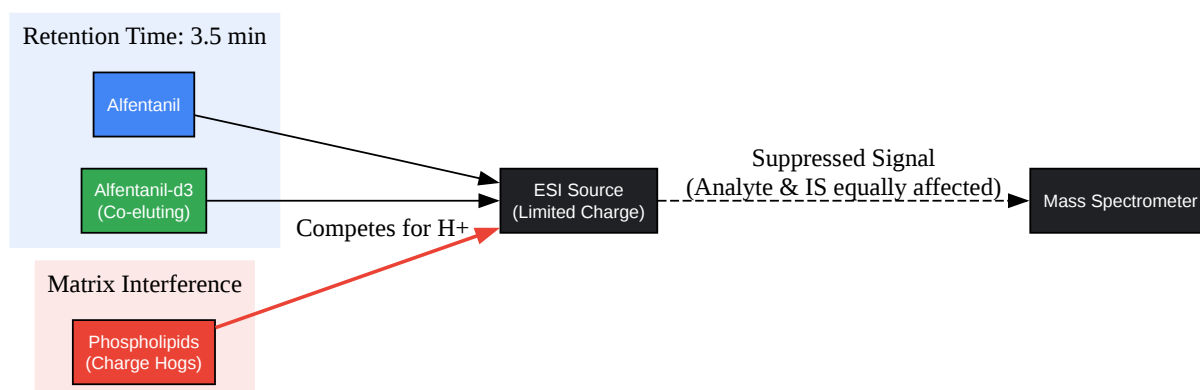 Retention Time: 3.5 min
Alfentanil
Alfentanil-d3
(Co-eluting)
Competes for H+
Matrix Interference
Phospholipids
(Charge Hogs)
ESI Source
(Limited Charge)
Suppressed Signal
(Analyte & IS equally affected)
Mass Spectrometer